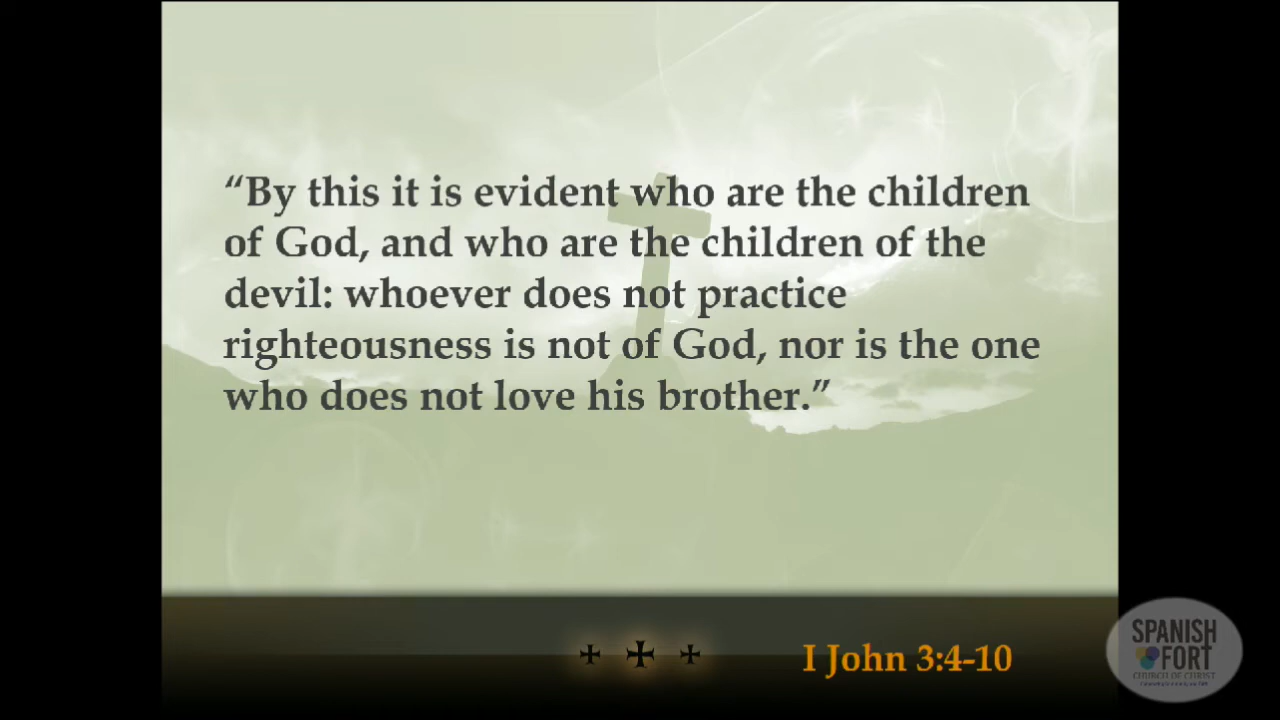 “By this it is evident who are the children
of God, and who are the children of the
devil: whoever does not practice
righteousness is not of God, nor is the one
who does not love his brother.”
I John 3:4-10
SPANISH
FORT
CHURCH OF CHRIST